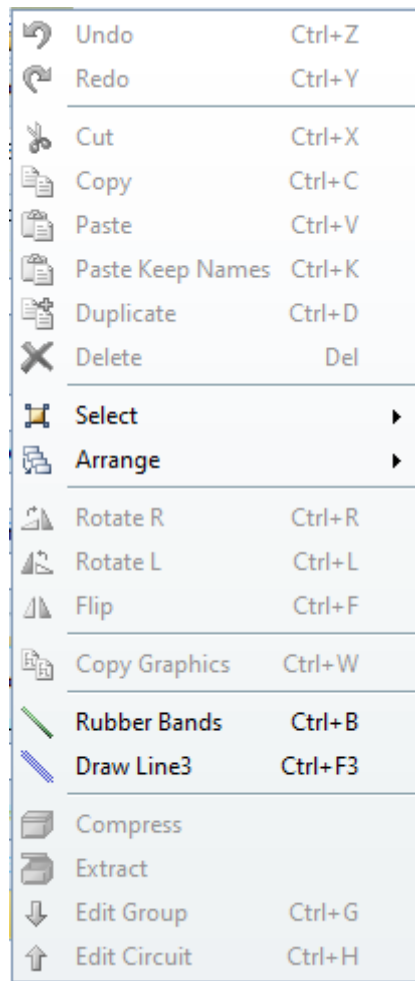 Undo Ctrl+Z
Redo Ctrl+Y
Cut Ctrl+X
Copy Ctrl+C
Paste Ctrl+V
Paste Keep Names Ctrl+K
Duplicate Ctrl+D
Delete Del
Select
Arrange
Rotate R Ctrl+R
Rotate L Ctrl+L
Flip Ctrl+F
Copy Graphics Ctrl+W
Rubber Bands Ctrl+B
Draw Line3 Ctrl+F3
Compress
Extract
Edit Group Ctrl+G
Edit Circuit Ctrl+H